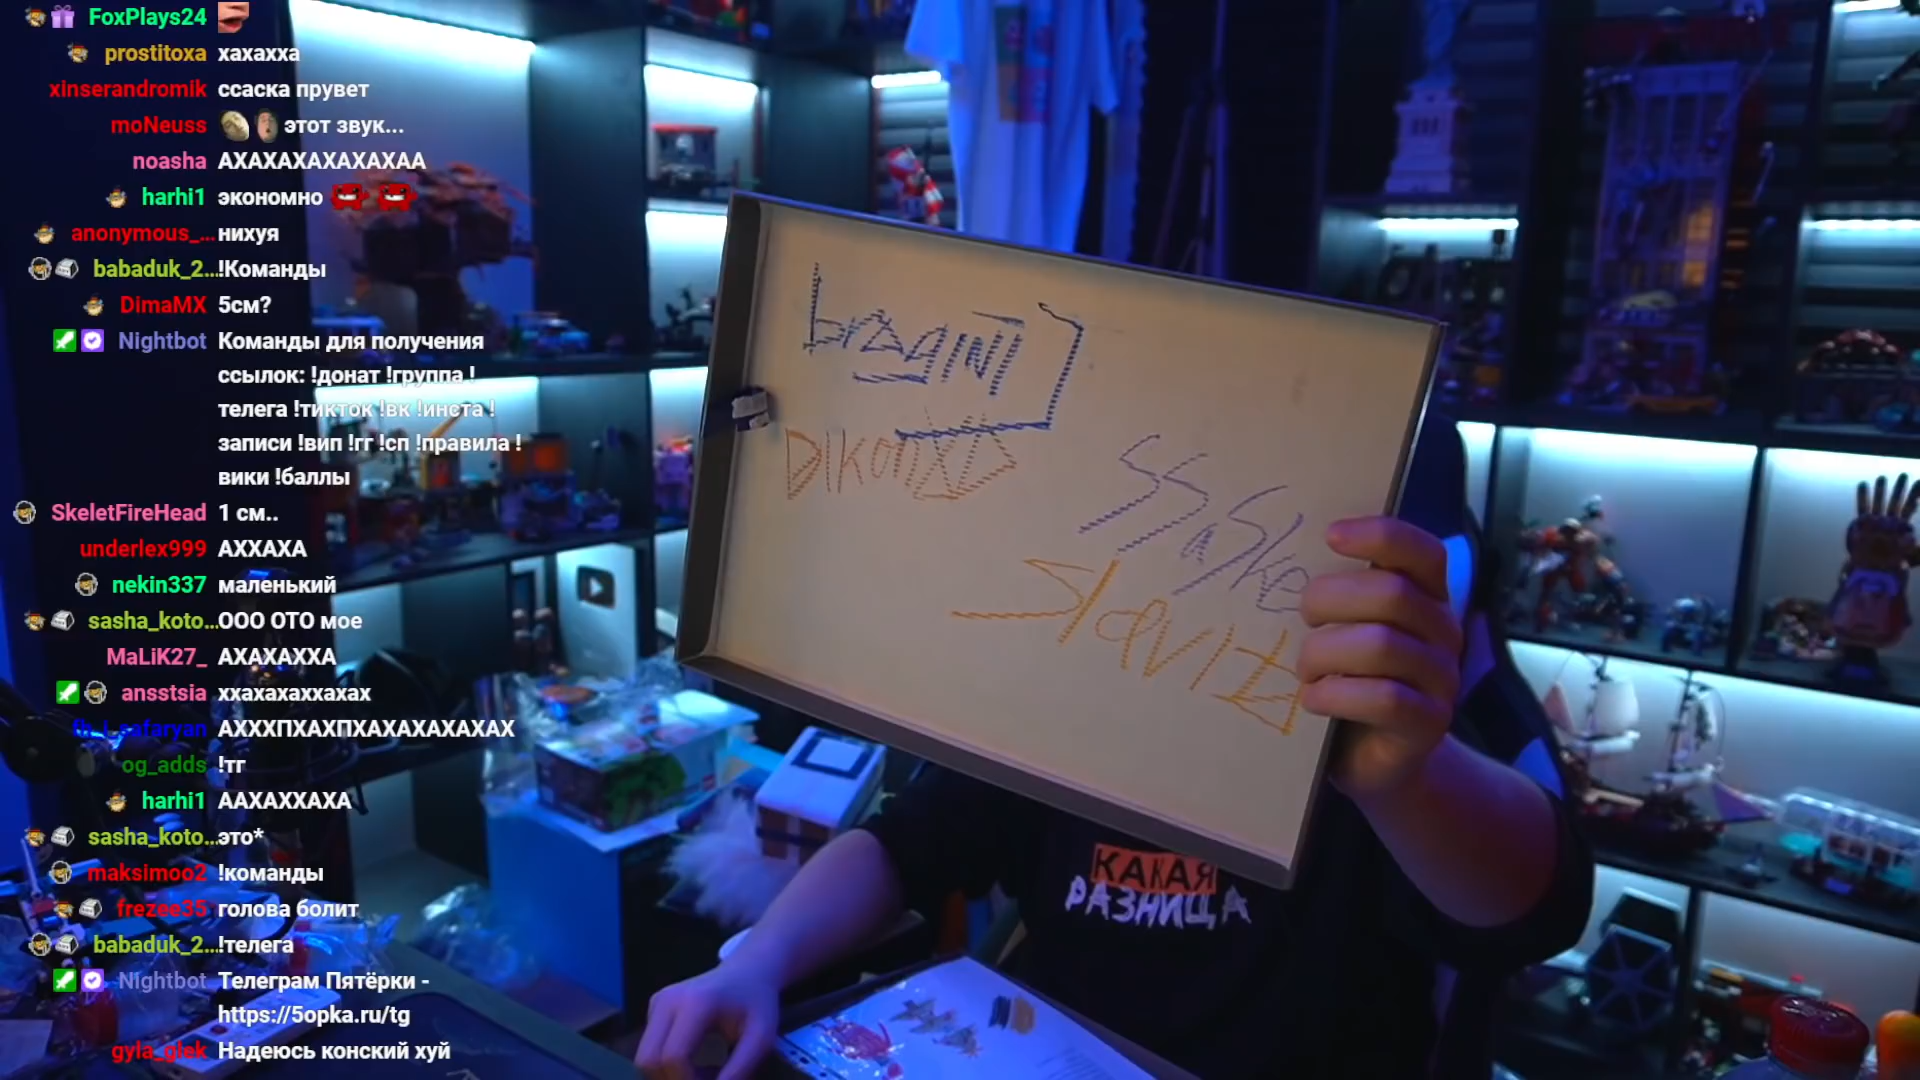 FoxPlays24
prostitoxa хахахха
xinserandromik ссаска прувет
moNeuss этот звук...
noasha АХАХАХАХАХАХАА
harhi1 экономно
anonymous_... нихуя
babaduk_2... !Команды
DimaMX 5см?
Nightbot Команды для получения
ссылок: !донат !группа !
телега !тикток !вк !инста !
записи !вип !гг !сп !правила !
вики !баллы
SkeletFireHead 1 см..
underlex999 АХХАХА
nekin337 маленький
sasha_koto... ООО ОТО мое
MaLiK27_ АХАХАХХА
ansstsia ххахахаххахах
fh_i_safaryan АХХХПХАХПХАХАХАХАХАХ
og_adds !тг
harhi1 ААХАХХАХА
sasha_koto... это*
maksimoo2 !команды
frezee35 голова болит
babaduk_2... !телега
Nightbot Телеграм Пятёрки -
https://5opka.ru/tg
gyla_glek Надеюсь конский хуй
SSaSke
КАКАЯ
РАЗНИЦА